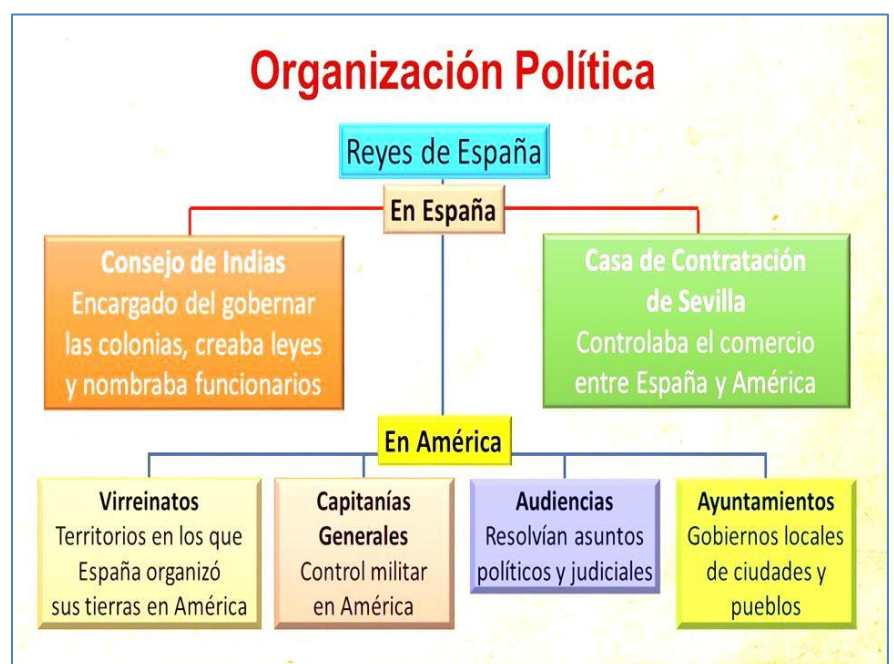 Organización Política
Reyes de España
En España
Consejo de Indias
Encargado del gobernar
las colonias, creaba leyes
y nombraba funcionarios
Casa de Contratación
de Sevilla
Controlaba el comercio
entre España y América
En América
Virreinatos
Territorios en los que
España organizó
sus tierras en América
Capitanías
Generales
Control militar
en América
Audiencias
Resolvían asuntos
políticos y judiciales
Ayuntamientos
Gobiernos locales
de ciudades y
pueblos